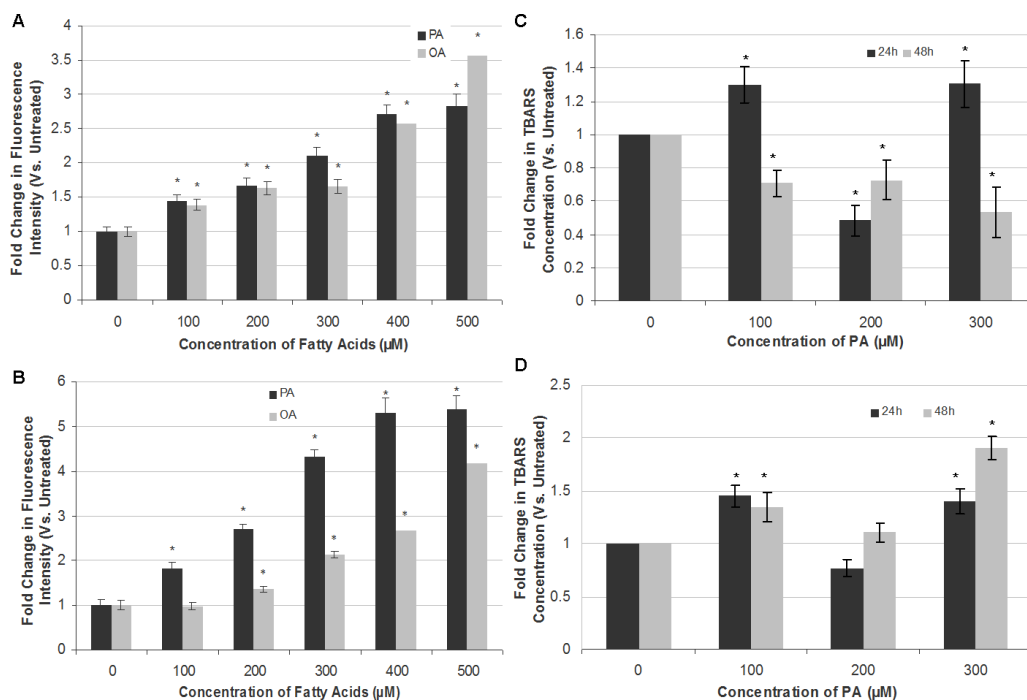 A
Fold Change in Fluorescence
Intensity (Vs. Untreated)
4
3.5
3
2.5
2
1.5
1
0.5
0
PA
OA
* * * * * * * * * *
0 100 200 300 400 500
Concentration of Fatty Acids (µM)
B
Fold Change in Fluorescence
Intensity (Vs. Untreated)
6
5
4
3
2
1
0
PA
OA
* * * * * * * * *
0 100 200 300 400 500
Concentration of Fatty Acids (µM)
C
Fold Change in TBARS
Concentration (Vs. Untreated)
1.6
1.4
1.2
1
0.8
0.6
0.4
0.2
0
24h 48h
* * * * * *
0 100 200 300
Concentration of PA (µM)
D
Fold Change in TBARS
Concentration (Vs. Untreated)
2.5
2
1.5
1
0.5
0
24h 48h
* * * *
0 100 200 300
Concentration of PA (µM)